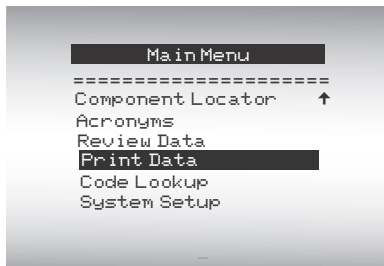 Main Menu
=====================
Component Locator ↑
Acronyms
Review Data
Print Data
Code Lookup
System Setup